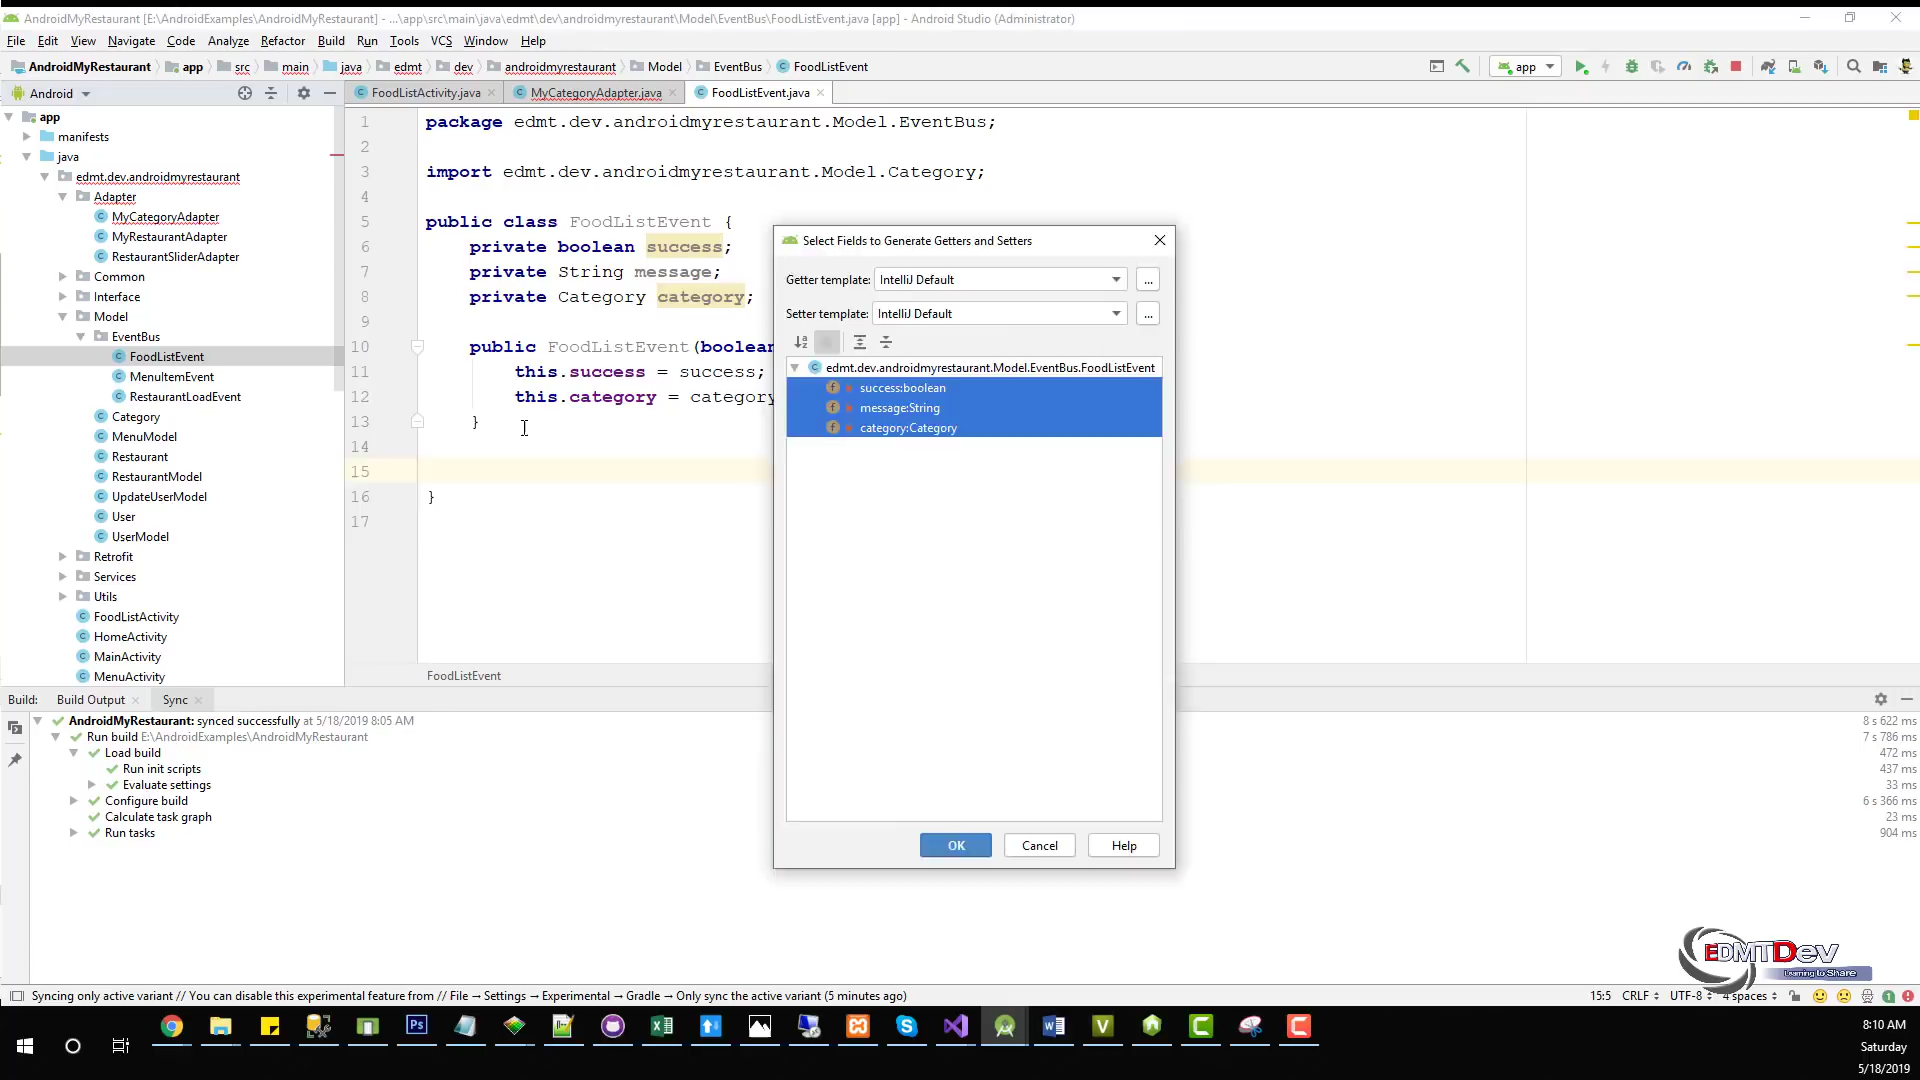 AndroidMyRestaurant [E:\AndroidExamples\AndroidMyRestaurant] - ...\app\src\main\java\edmt\dev\androidmyrestaurant\Model\EventBus\FoodListEvent.java [app] - Android Studio (Administrator)
File Edit View Navigate Code Analyze Refactor Build Run Tools VCS Window Help
AndroidMyRestaurant app src main java edmt dev androidmyrestaurant Model EventBus FoodListEvent app
Android FoodListActivity.java MyCategoryAdapter.java FoodListEvent.java
app
manifests
java
edmt.dev.androidmyrestaurant
Adapter
MyCategoryAdapter
MyRestaurantAdapter
RestaurantSliderAdapter
Common
Interface
Model
EventBus
FoodListEvent
MenuItemEvent
RestaurantLoadEvent
Category
MenuModel
Restaurant
RestaurantModel
UpdateUserModel
User
UserModel
Retrofit
Services
Utils
FoodListActivity
HomeActivity
MainActivity
MenuActivity
1 package edmt.dev.androidmyrestaurant.Model.EventBus;
2
3 import edmt.dev.androidmyrestaurant.Model.Category;
4
5 public class FoodListEvent {
6 private boolean success;
7 private String message;
8 private Category category;
9
10 public FoodListEvent(boolean
11 this.success = success;
12 this.category = category
13 }
14
15
16 }
17
FoodListEvent
Select Fields to Generate Getters and Setters
Getter template: IntelliJ Default ...
Setter template: IntelliJ Default ...
edmt.dev.androidmyrestaurant.Model.EventBus.FoodListEvent
success:boolean
message:String
category:Category
OK Cancel Help
Build: Build Output Sync
AndroidMyRestaurant: synced successfully at 5/18/2019 8:05 AM 8 s 622 ms
Run build E:\AndroidExamples\AndroidMyRestaurant 7 s 786 ms
Load build 472 ms
Run init scripts 437 ms
Evaluate settings 33 ms
Configure build 6 s 366 ms
Calculate task graph 23 ms
Run tasks 904 ms
EDMTDev
Learning to Share
Syncing only active variant // You can disable this experimental feature from // File → Settings → Experimental → Gradle → Only sync the active variant (5 minutes ago) 15:5 CRLF UTF-8 4 spaces 1
8:10 AM
Saturday
5/18/2019